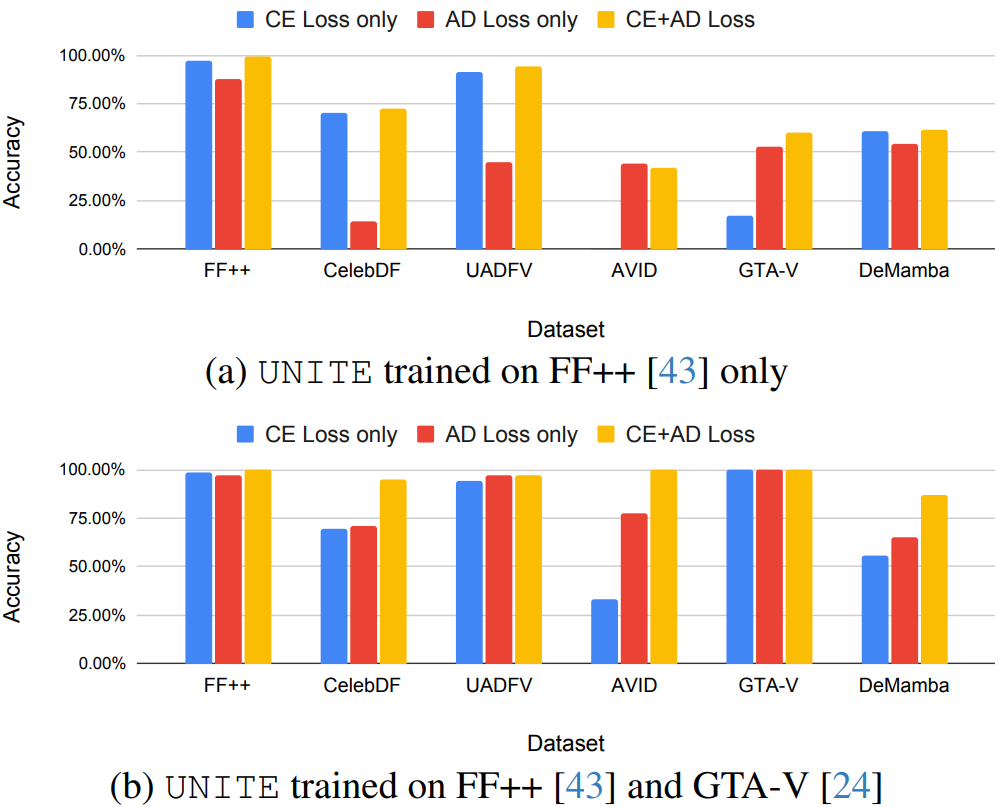 CE Loss only AD Loss only CE+AD Loss
100.00%
75.00%
50.00%
25.00%
0.00%
Accuracy
FF++ CelebDF UADFV AVID GTA-V DeMamba
Dataset
(a) UNITE trained on FF++ [43] only
CE Loss only AD Loss only CE+AD Loss
100.00%
75.00%
50.00%
25.00%
0.00%
Accuracy
FF++ CelebDF UADFV AVID GTA-V DeMamba
Dataset
(b) UNITE trained on FF++ [43] and GTA-V [24]